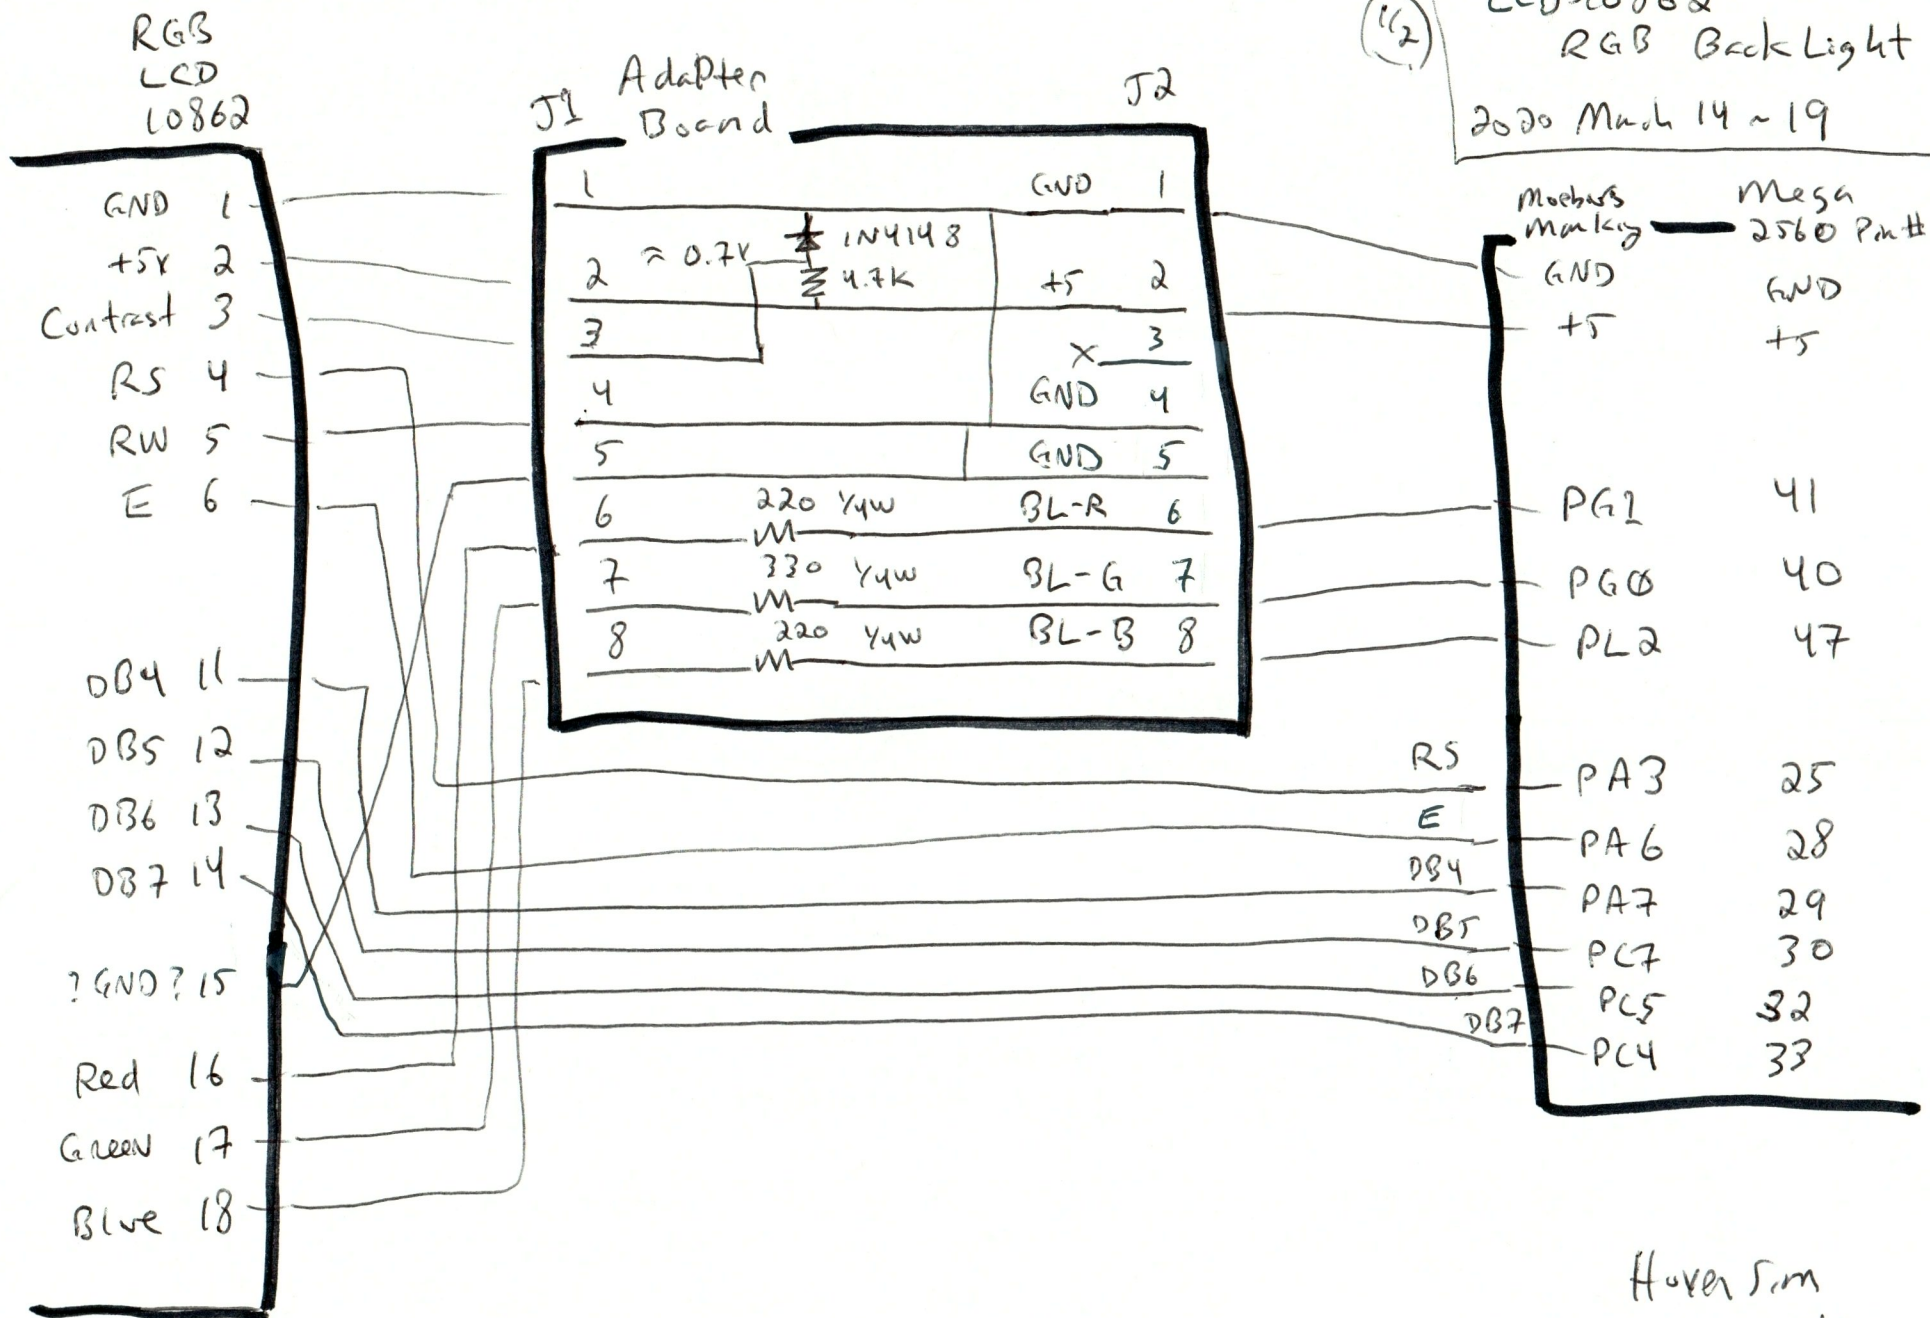 RGB
LCD
10862
1/2
RGB BackLight
2020 March 14 ~ 19
J1
Adapter
Board
J2
GND 1
+5V 2
Contrast 3
RS 4
RW 5
E 6
DB4 11
DB5 12
DB6 13
DB7 14
?GND? 15
Red 16
Green 17
Blue 18
1 GND 1
≈ 0.7V 1N4148
2 4.7K +5 2
3 X 3
4 GND 4
5 GND 5
6 220 1/4W BL-R 6
7 330 1/4W BL-G 7
8 220 1/4W BL-B 8
Mega
2560 Pin#
GND GND
+5 +5
PG1 41
PG0 40
PL2 47
RS PA3 25
E PA6 28
DB4 PA7 29
DB5 PC7 30
DB6 PC5 32
DB7 PC4 33
Hover Sim